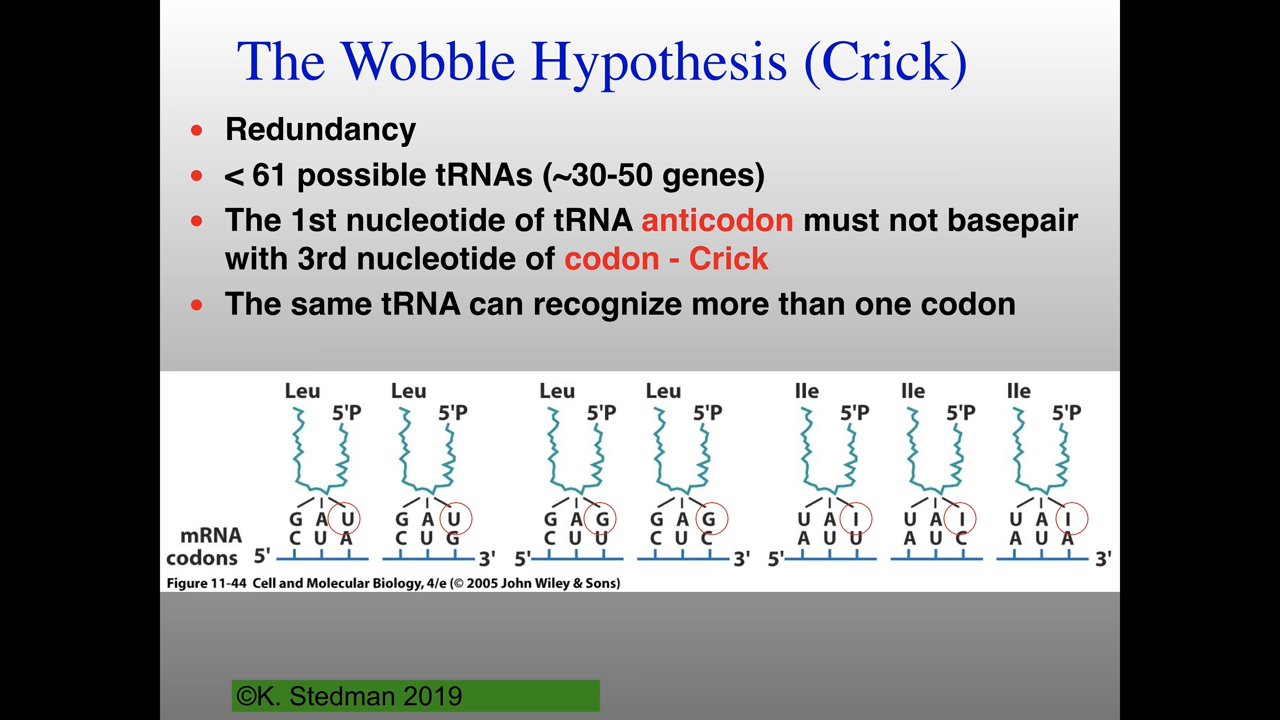 The Wobble Hypothesis (Crick)
• Redundancy
• < 61 possible tRNAs (~30-50 genes)
• The 1st nucleotide of tRNA anticodon must not basepair
with 3rd nucleotide of codon - Crick
• The same tRNA can recognize more than one codon
Leu Leu Leu Leu Ile Ile Ile
5'P 5'P 5'P 5'P 5'P 5'P 5'P
G A U G A U G A G G A G U A I U A I U A I
mRNA C U A C U G C U U C U C A U U A U C A U A
codons 5' 3' 5' 3' 5' 3'
Figure 11-44 Cell and Molecular Biology, 4/e (© 2005 John Wiley & Sons)
©K. Stedman 2019